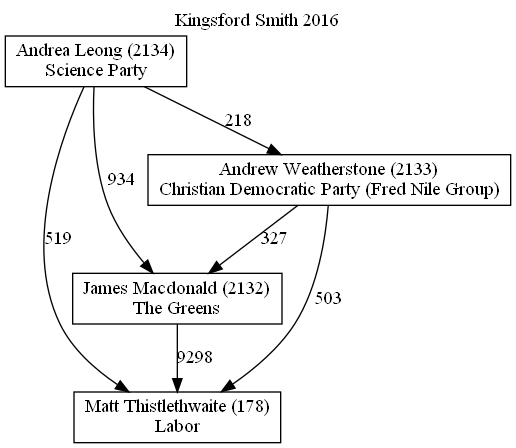 Kingsford Smith 2016
Andrea Leong (2134)
Science Party
218
Andrew Weatherstone (2133)
Christian Democratic Party (Fred Nile Group)
934
519
327
503
James Macdonald (2132)
The Greens
9298
Matt Thistlethwaite (178)
Labor